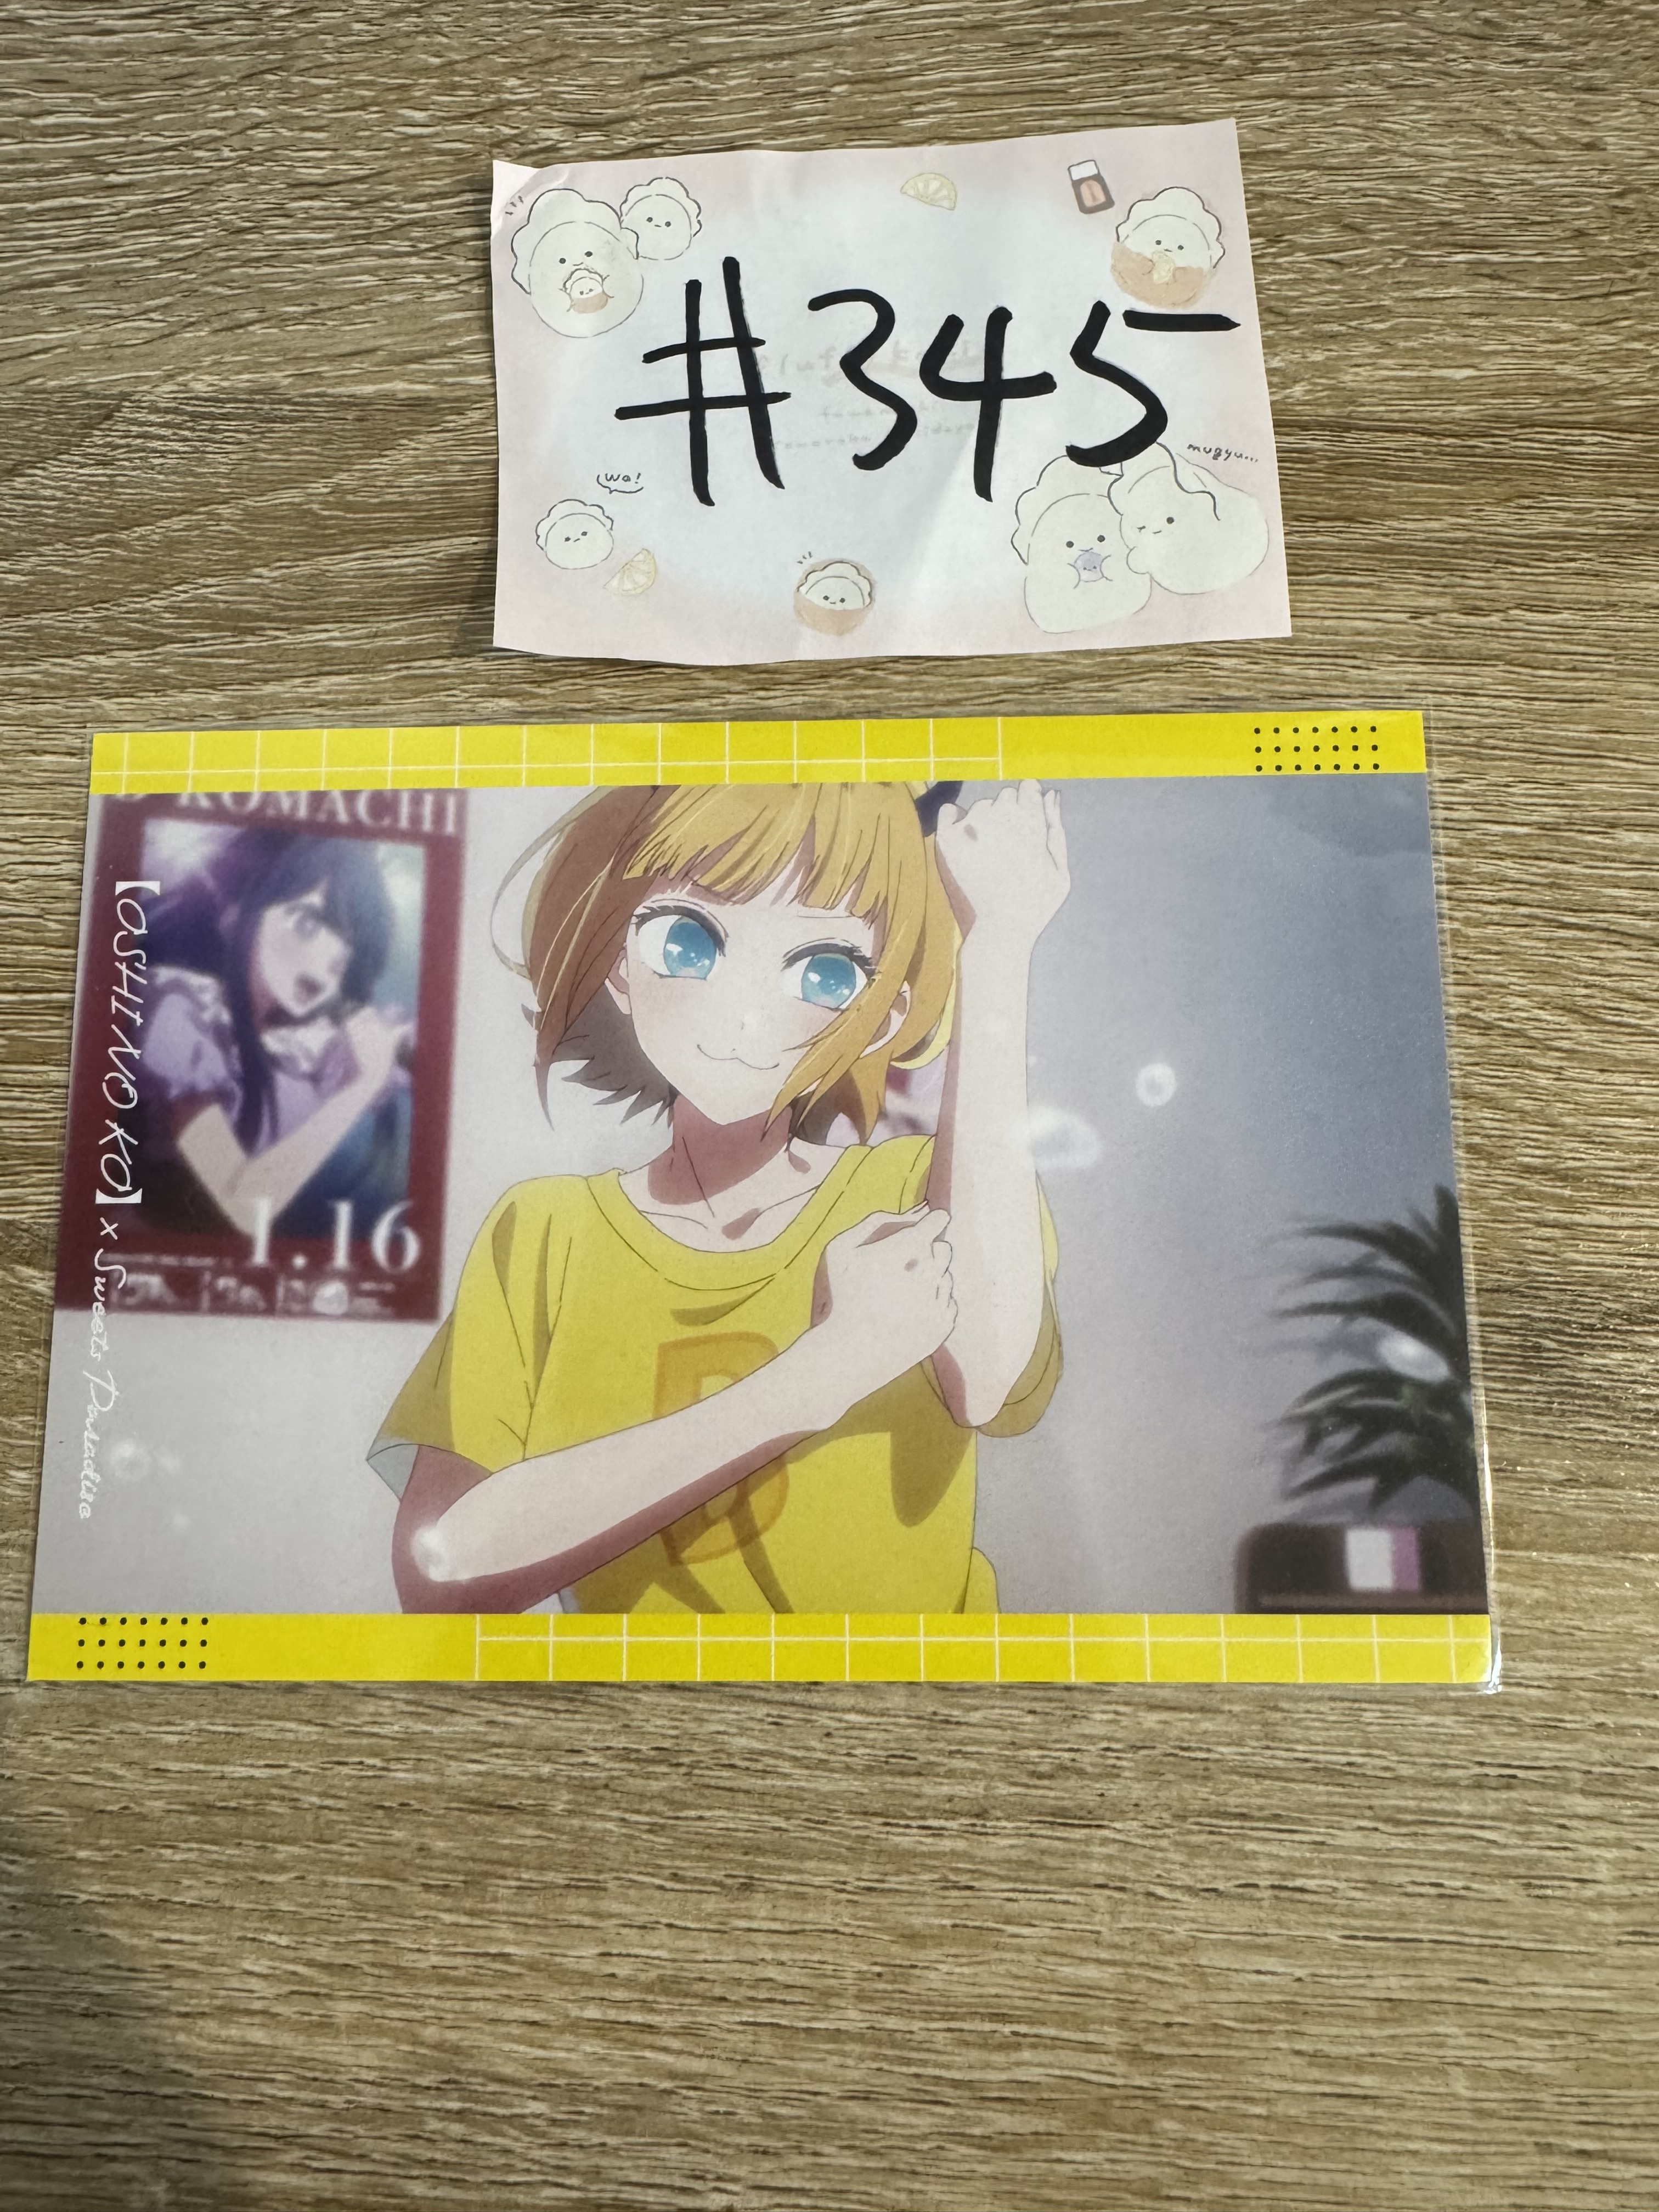 #345
wa!
mugyu...
KOMACHI
1.16
【OSHI NO KO】× Sweets Paradise
B